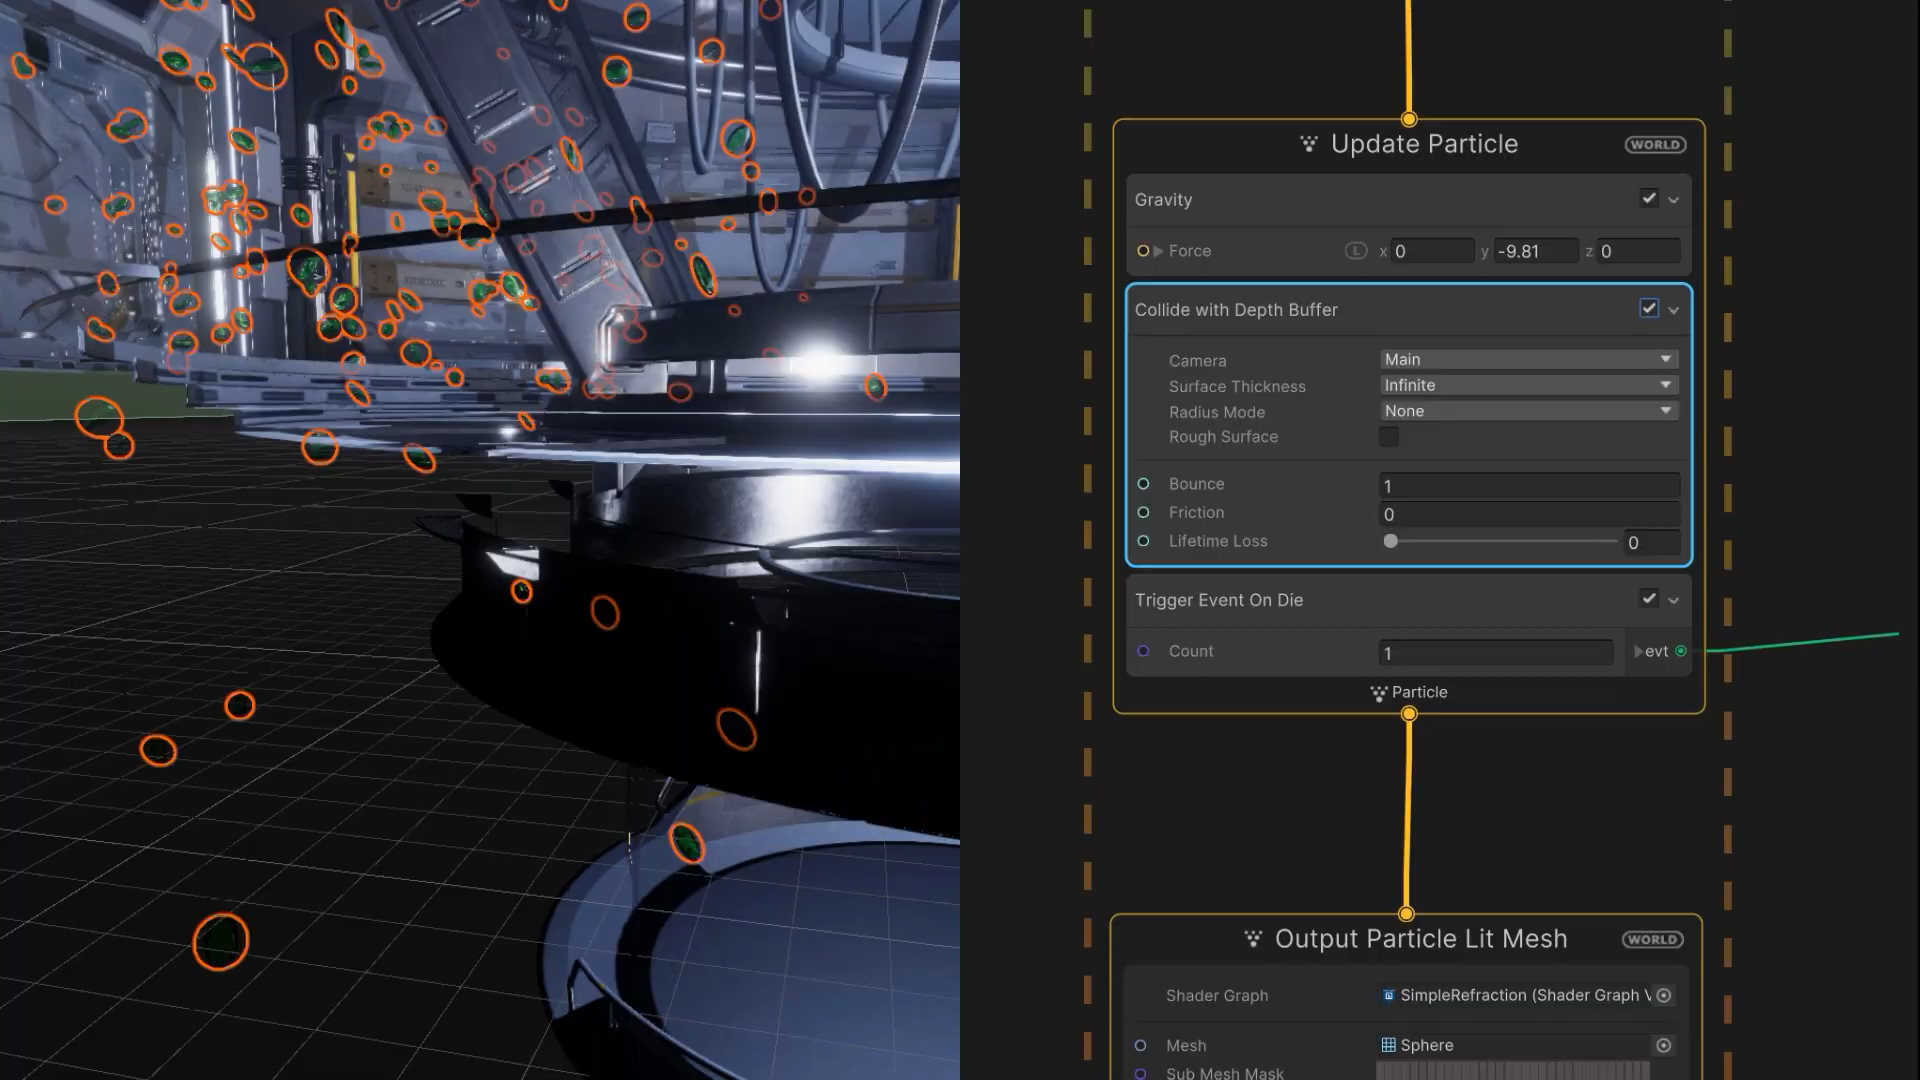 Update Particle
WORLD
Gravity
Force
L
x 0
y -9.81
z 0
Collide with Depth Buffer
Camera
Main
Surface Thickness
Infinite
Radius Mode
None
Rough Surface
Bounce
1
Friction
0
Lifetime Loss
0
Trigger Event On Die
Count
1
evt
Particle
Output Particle Lit Mesh
WORLD
Shader Graph
SimpleRefraction (Shader Graph V
Mesh
Sphere
Sub Mesh Mask